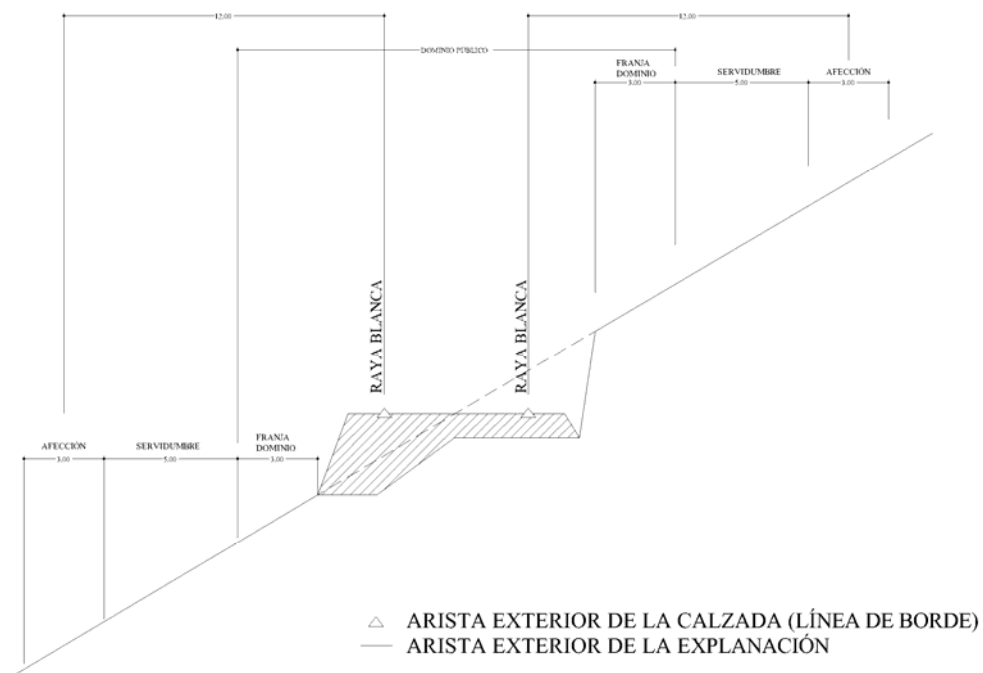 12.00
12.00
DOMINIO PÚBLICO
FRANJA
DOMINIO
SERVIDUMBRE
AFECCIÓN
3.00
5.00
3.00
RAYA BLANCA
RAYA BLANCA
AFECCIÓN
SERVIDUMBRE
FRANJA
DOMINIO
3.00
5.00
3.00
ARISTA EXTERIOR DE LA CALZADA (LÍNEA DE BORDE)
ARISTA EXTERIOR DE LA EXPLANACIÓN